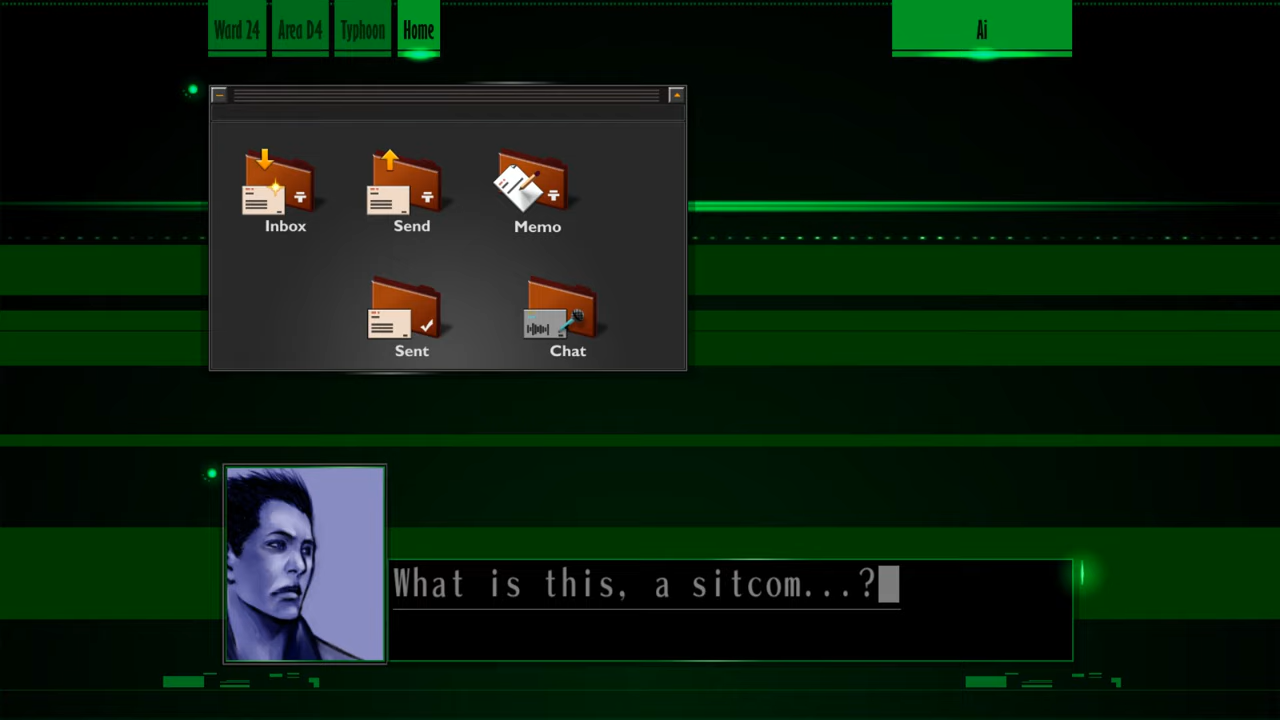 Ward 24
Area D4
Typhoon
Home
Ai
Inbox
Send
Memo
Sent
Chat
What is this, a sitcom...?